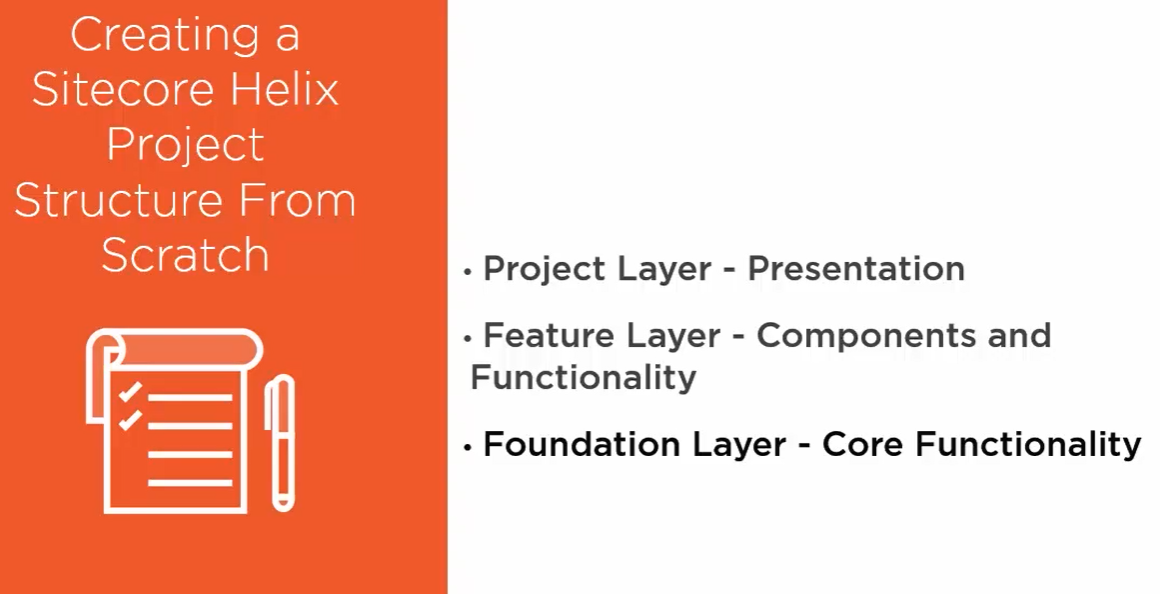 Creating a
Sitecore Helix
Project
Structure From
Scratch
• Project Layer - Presentation
• Feature Layer - Components and
Functionality
• Foundation Layer - Core Functionality